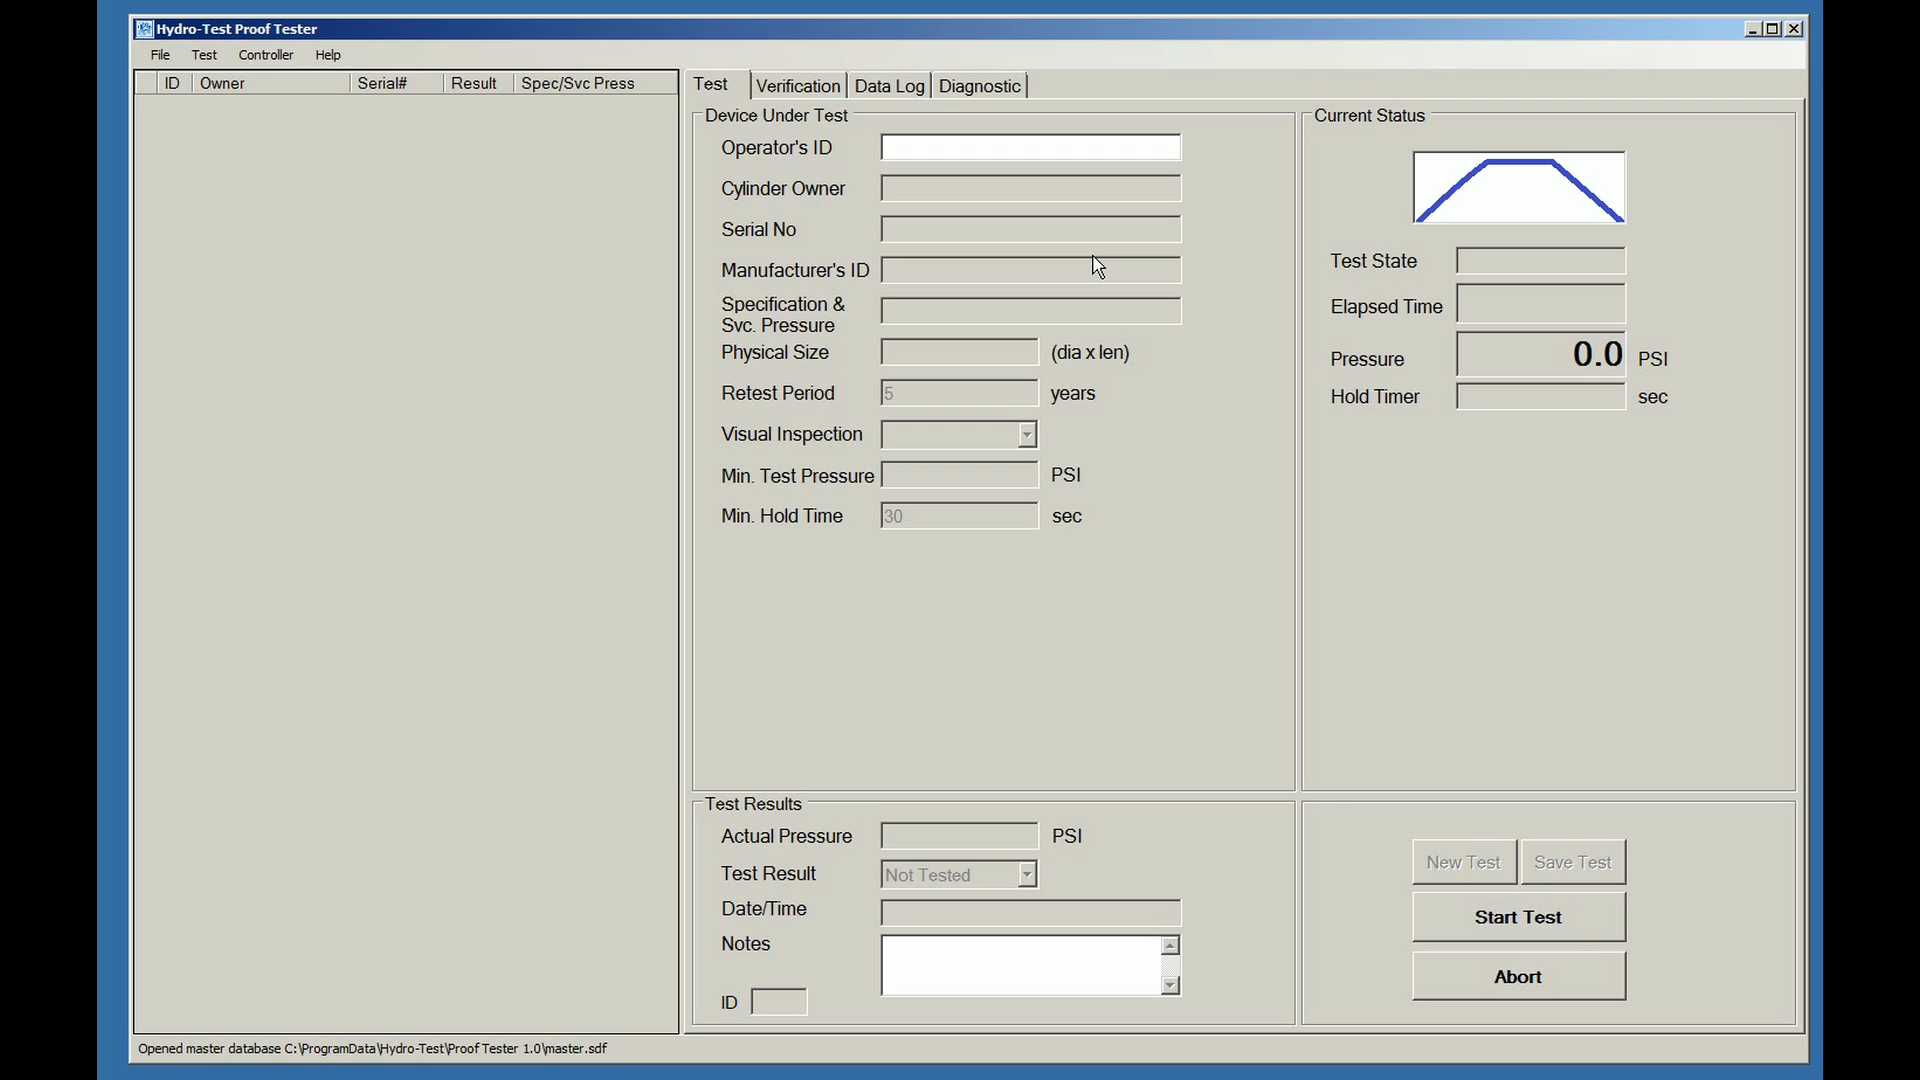 Hydro-Test Proof Tester
File Test Controller Help
ID Owner Serial# Result Spec/Svc Press
Test Verification Data Log Diagnostic
Device Under Test
Operator's ID
Cylinder Owner
Serial No
Manufacturer's ID
Specification &
Svc. Pressure
Physical Size (dia x len)
Retest Period 5 years
Visual Inspection
Min. Test Pressure PSI
Min. Hold Time 30 sec
Current Status
Test State
Elapsed Time
Pressure 0.0 PSI
Hold Timer sec
Test Results
Actual Pressure PSI
Test Result Not Tested
Date/Time
Notes
ID
New Test Save Test
Start Test
Abort
Opened master database C:\ProgramData\Hydro-Test\Proof Tester 1.0\master.sdf